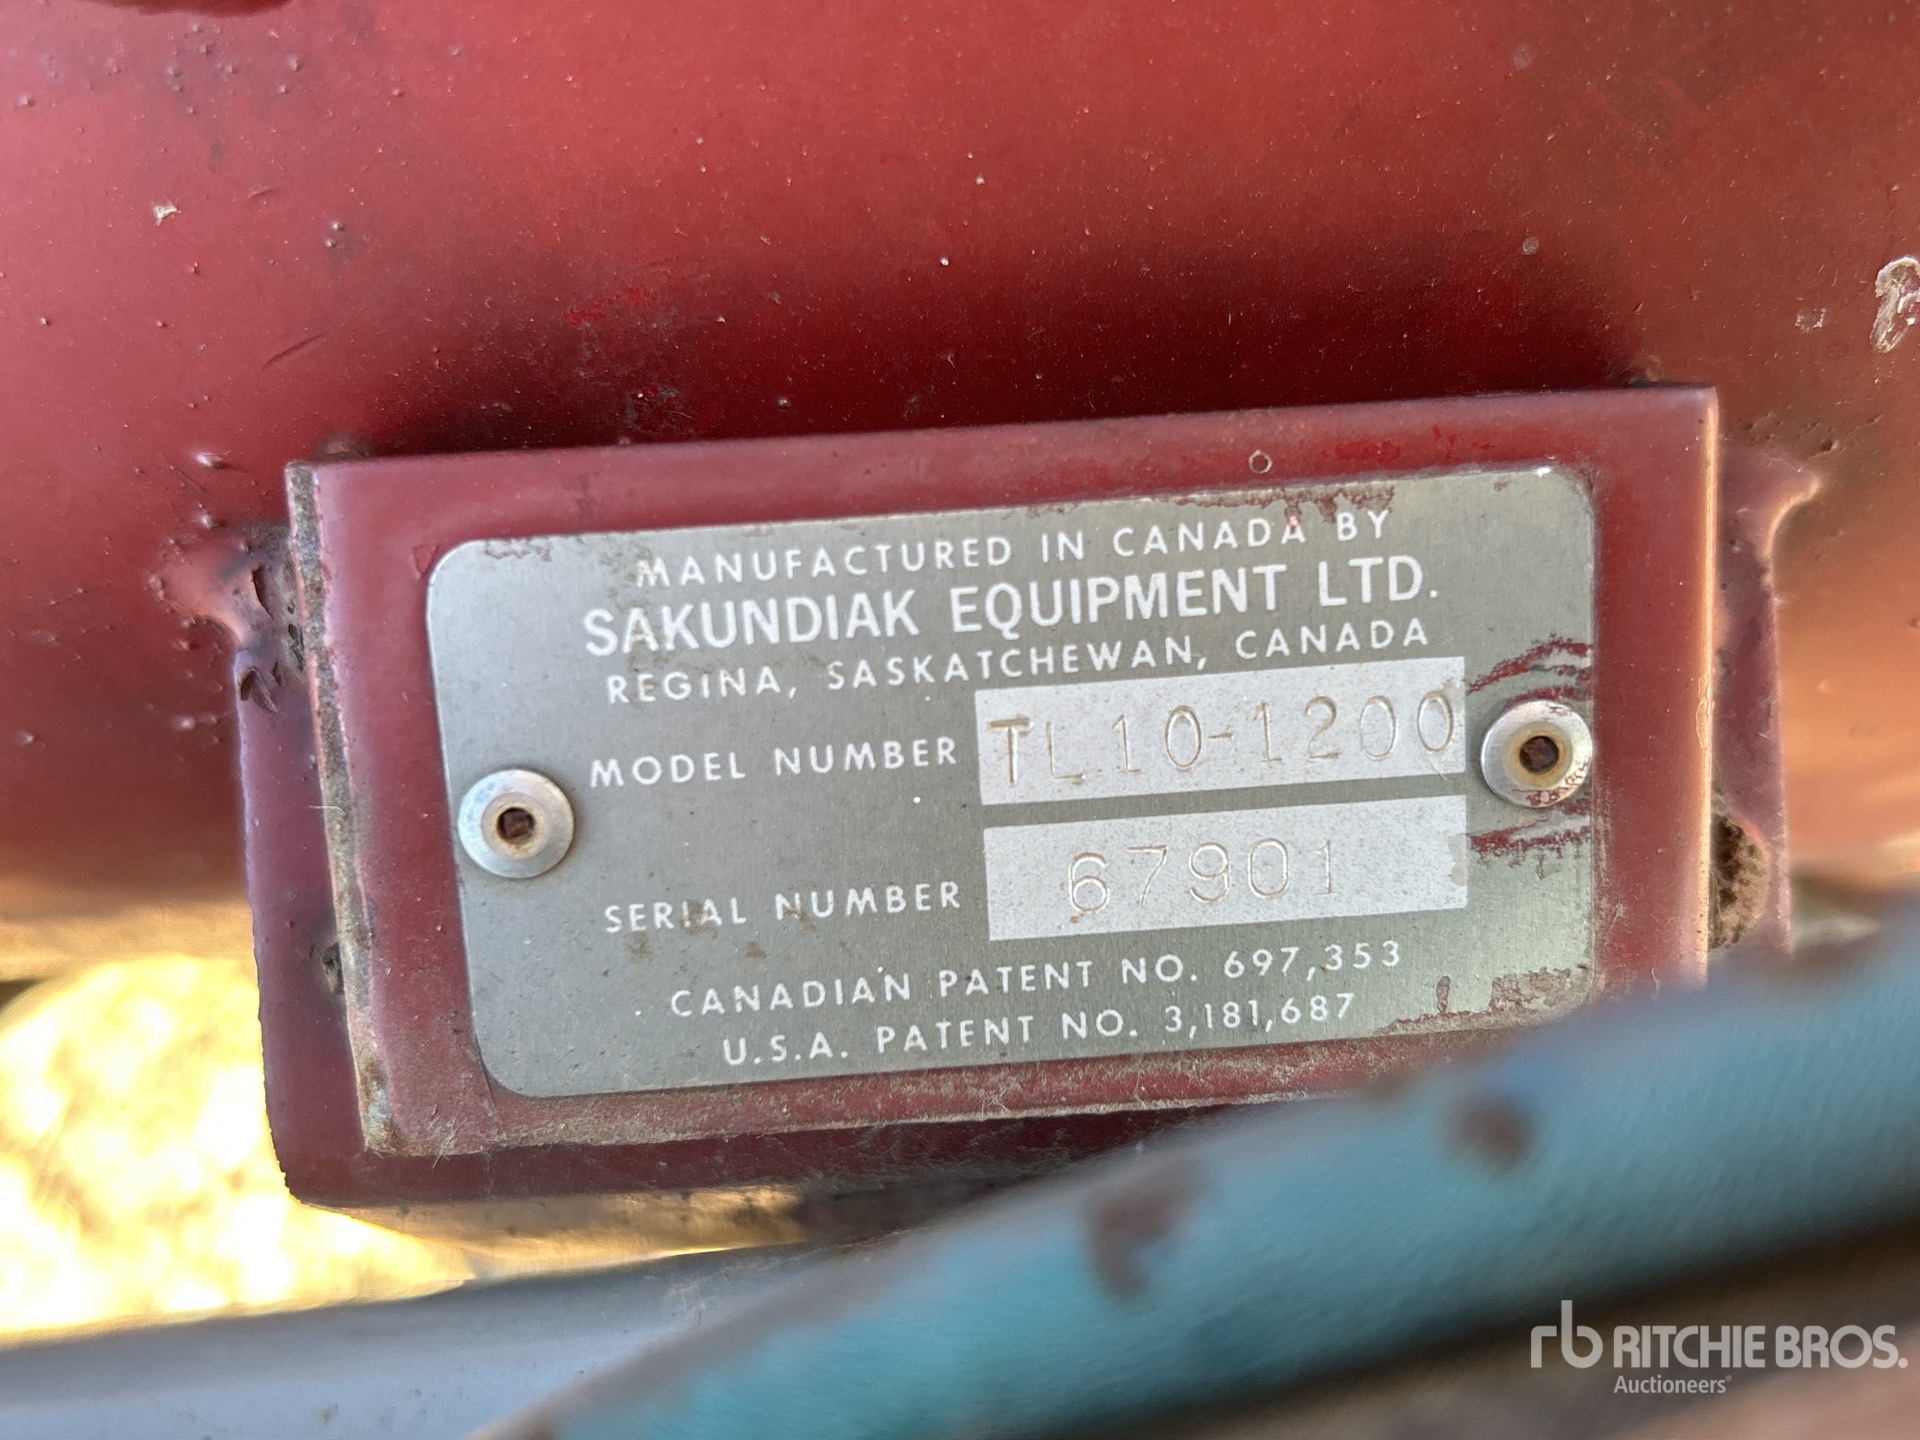 MANUFACTURED IN CANADA BY
SAKUNDIAK EQUIPMENT LTD.
REGINA, SASKATCHEWAN, CANADA
MODEL NUMBER TL10-1200
SERIAL NUMBER 67901
CANADIAN PATENT NO. 697,353
U.S.A. PATENT NO. 3,181,687
rb RITCHIE BROS.
Auctioneers